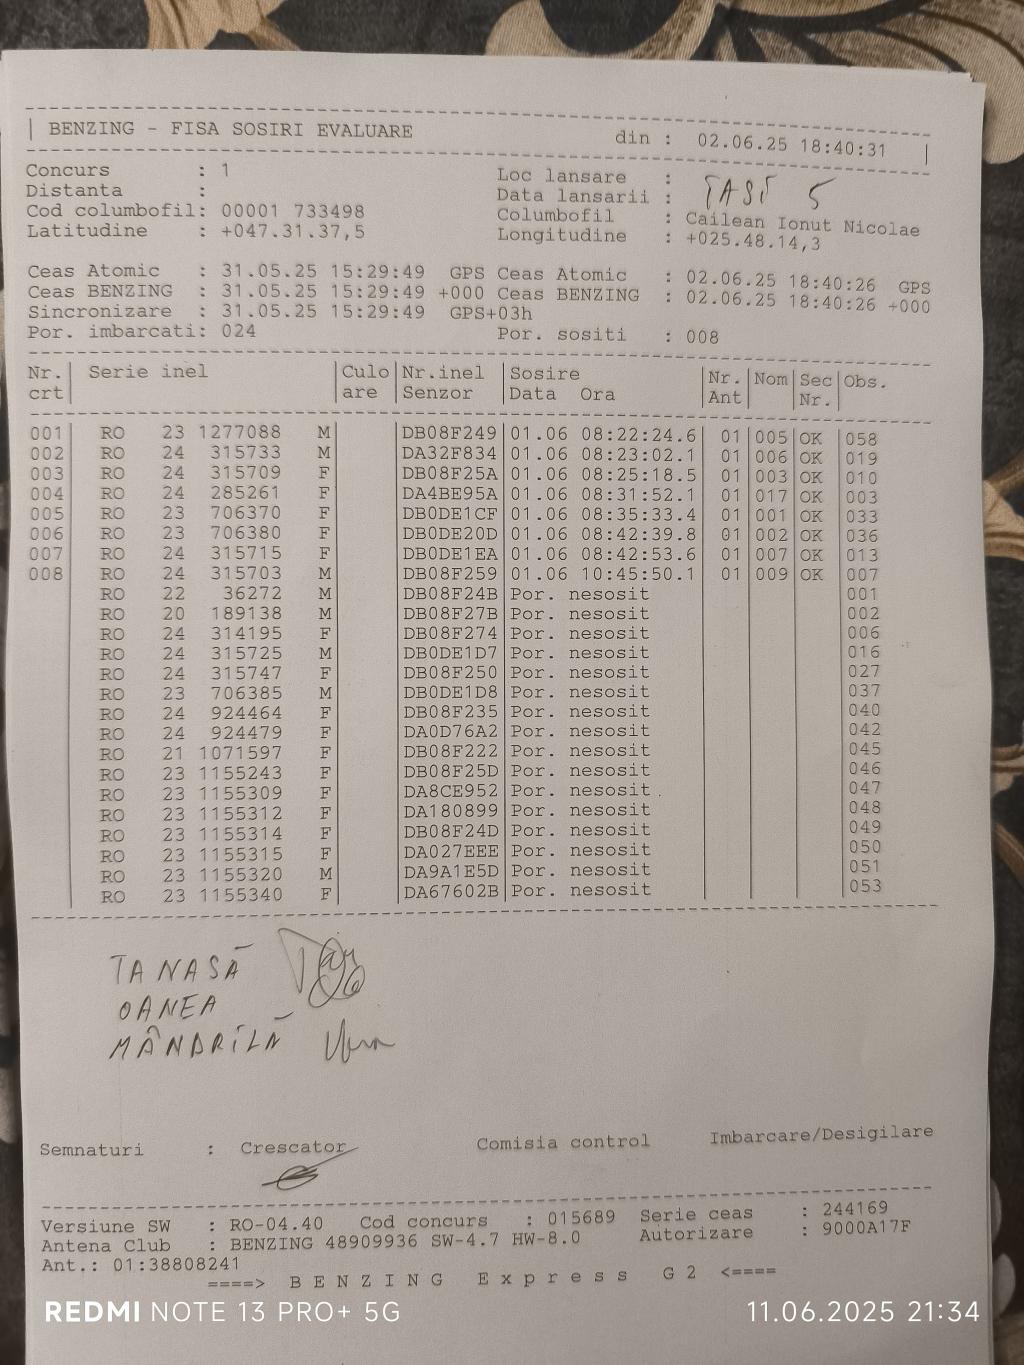 BENZING - FISA SOSIRI EVALUARE din : 02.06.25 18:40:31
Concurs : 1 Loc lansare : IAȘI 5
Distanta : Data lansarii :
Cod columbofil: 00001 733498 Columbofil : Cailean Ionut Nicolae
Latitudine : +047.31.37,5 Longitudine : +025.48.14,3
Ceas Atomic : 31.05.25 15:29:49 GPS Ceas Atomic : 02.06.25 18:40:26 GPS
Ceas BENZING : 31.05.25 15:29:49 +000 Ceas BENZING : 02.06.25 18:40:26 +000
Sincronizare : 31.05.25 15:29:49 GPS+03h
Por. imbarcati: 024 Por. sositi : 008
Nr. Serie inel Culo Nr.inel Sosire Nr. Nom Sec Obs.
crt are Senzor Data Ora Ant Nr.
001 RO 23 1277088 M DB08F249 01.06 08:22:24.6 01 005 OK 058
002 RO 24 315733 M DA32F834 01.06 08:23:02.1 01 006 OK 019
003 RO 24 315709 F DB08F25A 01.06 08:25:18.5 01 003 OK 010
004 RO 24 285261 F DA4BE95A 01.06 08:31:52.1 01 017 OK 003
005 RO 23 706370 F DB0DE1CF 01.06 08:35:33.4 01 001 OK 033
006 RO 23 706380 F DB0DE20D 01.06 08:42:39.8 01 002 OK 036
007 RO 24 315715 F DB0DE1EA 01.06 08:42:53.6 01 007 OK 013
008 RO 24 315703 M DB08F259 01.06 10:45:50.1 01 009 OK 007
RO 22 36272 M DB08F24B Por. nesosit 001
RO 20 189138 M DB08F27B Por. nesosit 002
RO 24 314195 F DB08F274 Por. nesosit 006
RO 24 315725 M DB0DE1D7 Por. nesosit 016
RO 24 315747 F DB08F250 Por. nesosit 027
RO 23 706385 M DB0DE1D8 Por. nesosit 037
RO 24 924464 F DB08F235 Por. nesosit 040
RO 24 924479 F DA0D76A2 Por. nesosit 042
RO 21 1071597 F DB08F222 Por. nesosit 045
RO 23 1155243 F DB08F25D Por. nesosit 046
RO 23 1155309 F DA8CE952 Por. nesosit 047
RO 23 1155312 F DA180899 Por. nesosit 048
RO 23 1155314 F DB08F24D Por. nesosit 049
RO 23 1155315 F DA027EEE Por. nesosit 050
RO 23 1155320 M DA9A1E5D Por. nesosit 051
RO 23 1155340 F DA67602B Por. nesosit 053
TANASĂ
OANEA
MÂNDRILĂ
Semnaturi : Crescator Comisia control Imbarcare/Desigilare
Versiune SW : RO-04.40 Cod concurs : 015689 Serie ceas : 244169
Antena Club : BENZING 48909936 SW-4.7 HW-8.0 Autorizare : 9000A17F
Ant.: 01:38808241
====> B E N Z I N G E x p r e s s G 2 <====
REDMI NOTE 13 PRO+ 5G 11.06.2025 21:34